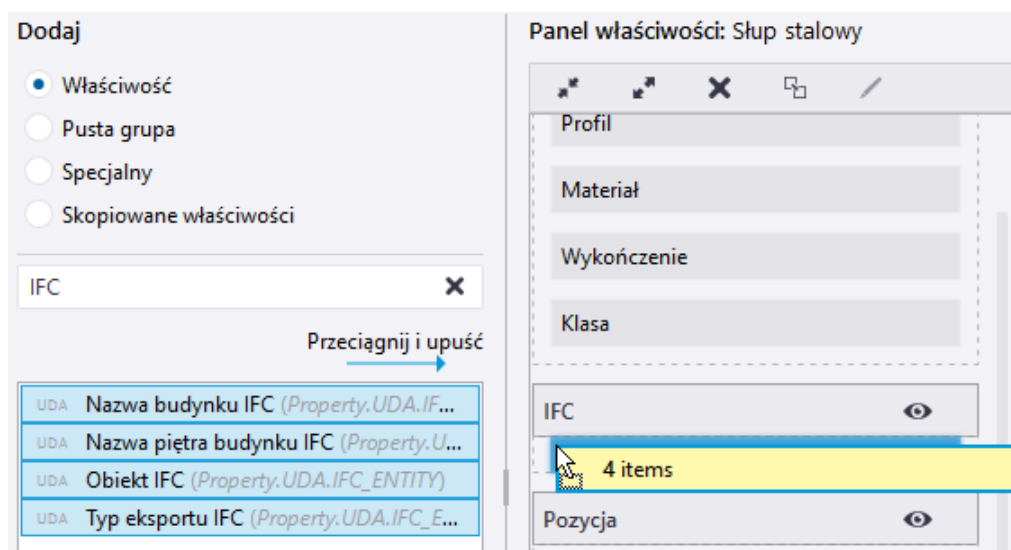 Dodaj
Właściwość
Pusta grupa
Specjalny
Skopiowane właściwości
IFC
Przeciągnij i upuść
UDA Nazwa budynku IFC (Property.UDA.IF...
UDA Nazwa piętra budynku IFC (Property.U...
UDA Obiekt IFC (Property.UDA.IFC_ENTITY)
UDA Typ eksportu IFC (Property.UDA.IFC_E...
Panel właściwości: Słup stalowy
Profil
Materiał
Wykończenie
Klasa
IFC
4 items
Pozycja